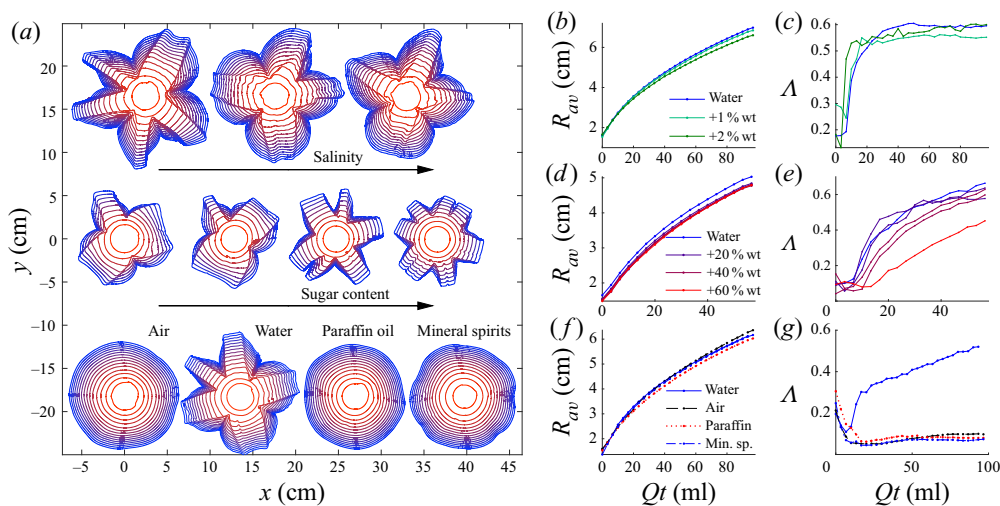 (a)
25
20
15
10
5
0
−5
−10
−15
−20
−5 0 5 10 15 20 25 30 35 40 45
y (cm)
x (cm)
Salinity
Sugar content
Air Water Paraffin oil Mineral spirits
(b)
6
4
2
0 20 40 60 80
R_av (cm)
Water
+1 % wt
+2 % wt
(c)
0.6
0.5
0.4
0.3
0.2
0 20 40 60 80
Λ
(d)
5
4
3
2
0 20 40
R_av (cm)
Water
+20 % wt
+40 % wt
+60 % wt
(e)
0.6
0.4
0.2
0
0 20 40
Λ
(f)
6
5
4
3
2
0 20 40 60 80
R_av (cm)
Qt (ml)
Water
Air
Paraffin
Min. sp.
(g)
0.6
0.4
0.2
0 50 100
Λ
Qt (ml)